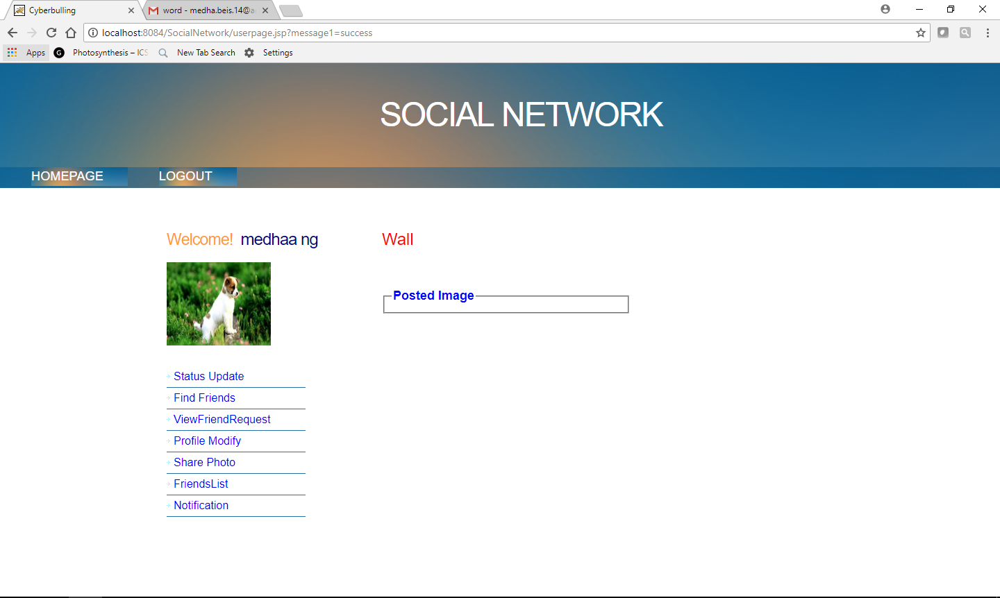 Cyberbulling
word - medha.beis.14@a
localhost:8084/SocialNetwork/userpage.jsp?message1=success
Apps
G
Photosynthesis – ICS
New Tab Search
Settings
SOCIAL NETWORK
HOMEPAGE
LOGOUT
Welcome! medhaa ng
Wall
Posted Image
Status Update
Find Friends
ViewFriendRequest
Profile Modify
Share Photo
FriendsList
Notification